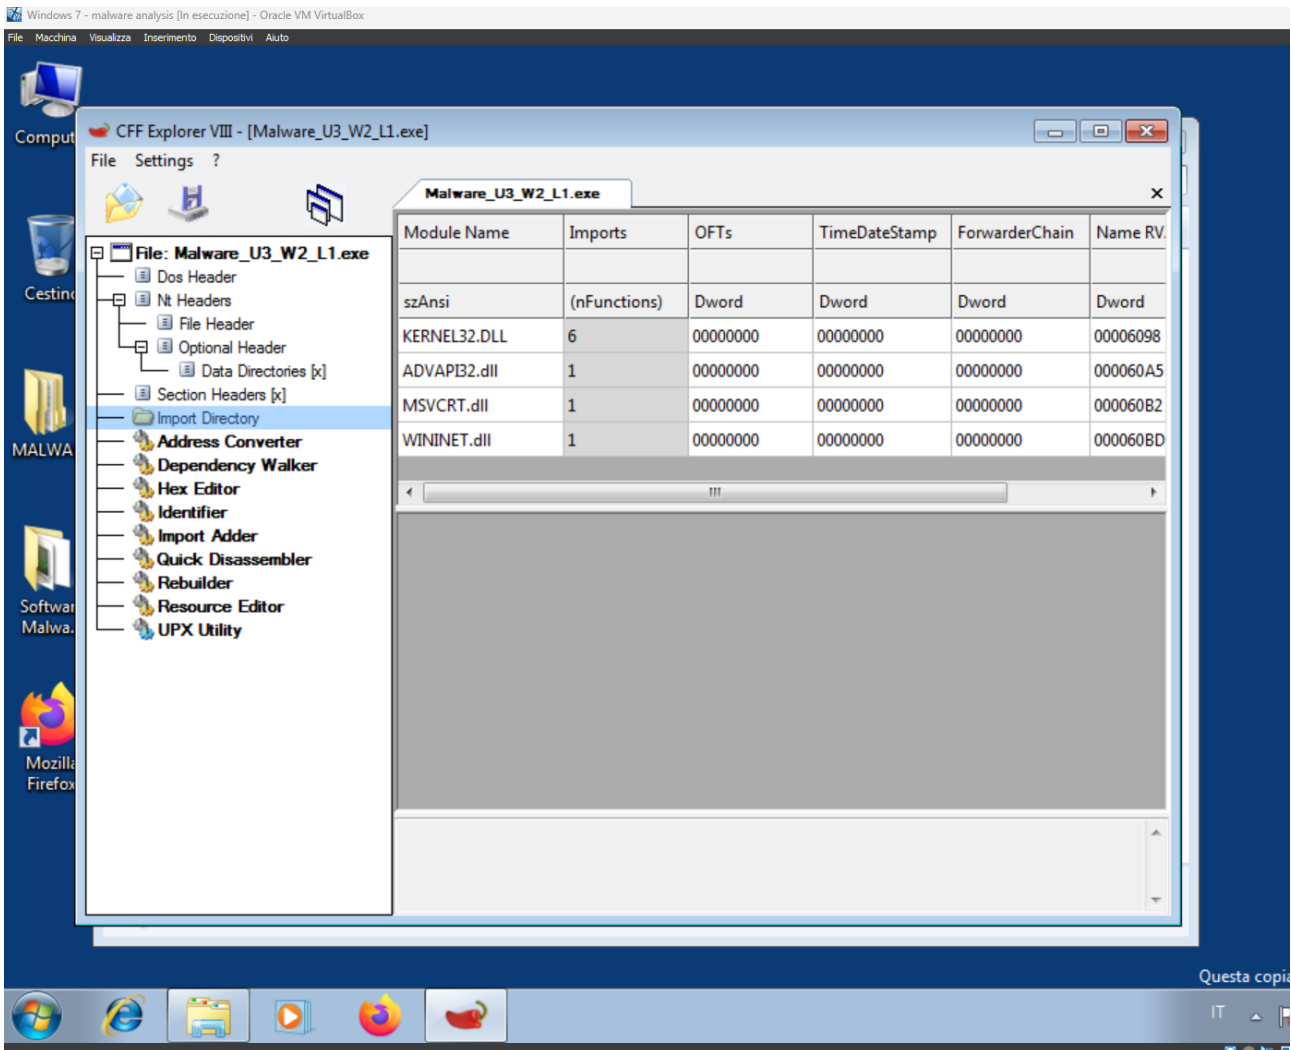 Windows 7 - malware analysis [In esecuzione] - Oracle VM VirtualBox
File Macchina Visualizza Inserimento Dispositivi Aiuto
Comput
CFF Explorer VIII - [Malware_U3_W2_L1.exe]
File Settings ?
Malware_U3_W2_L1.exe
Module Name Imports OFTs TimeDateStamp ForwarderChain Name RV
szAnsi (nFunctions) Dword Dword Dword Dword
KERNEL32.DLL 6 00000000 00000000 00000000 00006098
ADVAPI32.dll 1 00000000 00000000 00000000 000060A5
MSVCRT.dll 1 00000000 00000000 00000000 000060B2
WININET.dll 1 00000000 00000000 00000000 000060BD
File: Malware_U3_W2_L1.exe
Dos Header
Nt Headers
File Header
Optional Header
Data Directories [x]
Section Headers [x]
Import Directory
Address Converter
Dependency Walker
Hex Editor
Identifier
Import Adder
Quick Disassembler
Rebuilder
Resource Editor
UPX Utility
Cestino
MALWA
Softwar
Malwa.
Mozilla
Firefox
Questa copia
IT